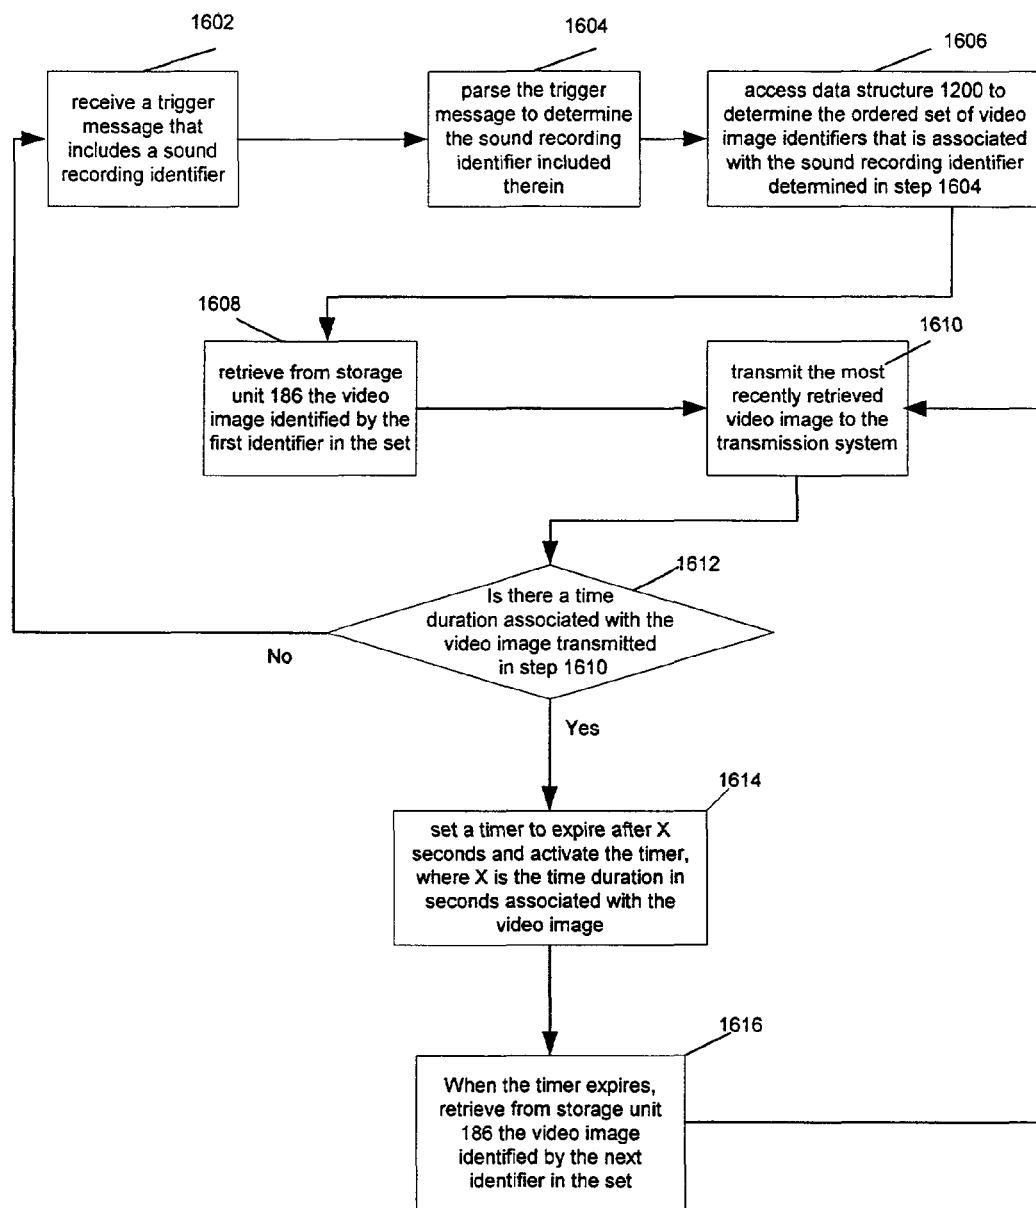 1602
receive a trigger
message that
includes a sound
recording identifier
1604
parse the trigger
message to determine
the sound recording
identifier included
therein
1606
access data structure 1200 to
determine the ordered set of video
image identifiers that is associated
with the sound recording identifier
determined in step 1604
1608
retrieve from storage
unit 186 the video
image identified by the
first identifier in the set
1610
transmit the most
recently retrieved
video image to the
transmission system
1612
Is there a time
duration associated with the
video image transmitted
in step 1610
No
Yes
1614
set a timer to expire after X
seconds and activate the timer,
where X is the time duration in
seconds associated with the
video image
1616
When the timer expires,
retrieve from storage unit
186 the video image
identified by the next
identifier in the set